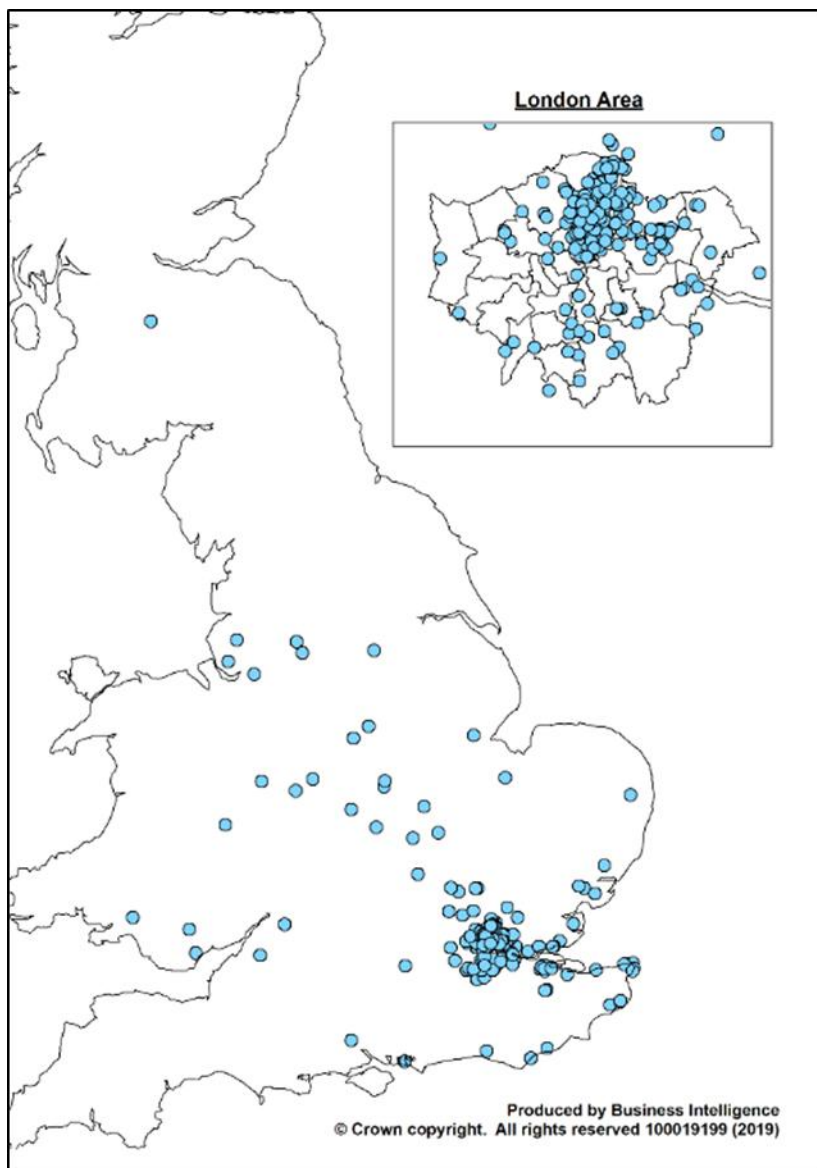 London Area
Produced by Business Intelligence
© Crown copyright. All rights reserved 100019199 (2019)